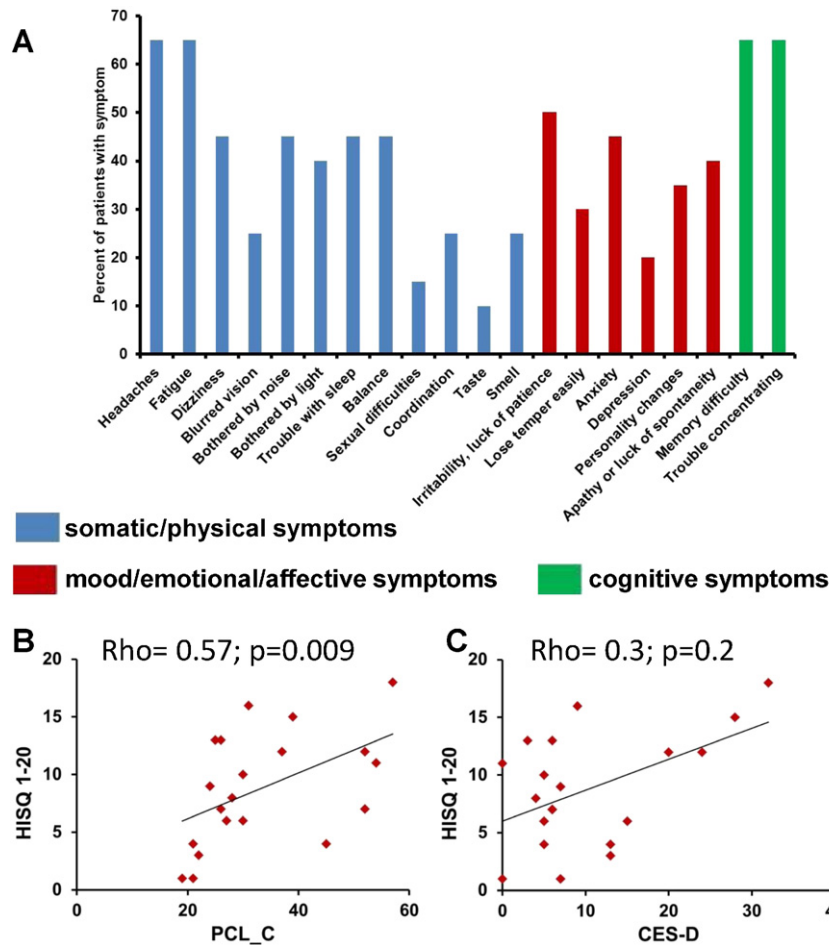 A
Percent of patients with symptom
70
60
50
40
30
20
10
0
Headaches
Fatigue
Dizziness
Blurred vision
Bothered by noise
Bothered by light
Trouble with sleep
Balance
Sexual difficulties
Coordination
Taste
Smell
Irritability, luck of patience
Lose temper easily
Anxiety
Depression
Personality changes
Apathy or luck of spontaneity
Memory difficulty
Trouble concentrating
somatic/physical symptoms
mood/emotional/affective symptoms
cognitive symptoms
B
Rho= 0.57; p=0.009
HISQ 1-20
20
15
10
5
0
0 20 40 60
PCL_C
C
Rho= 0.3; p=0.2
HISQ 1-20
20
15
10
5
0
0 10 20 30
CES-D